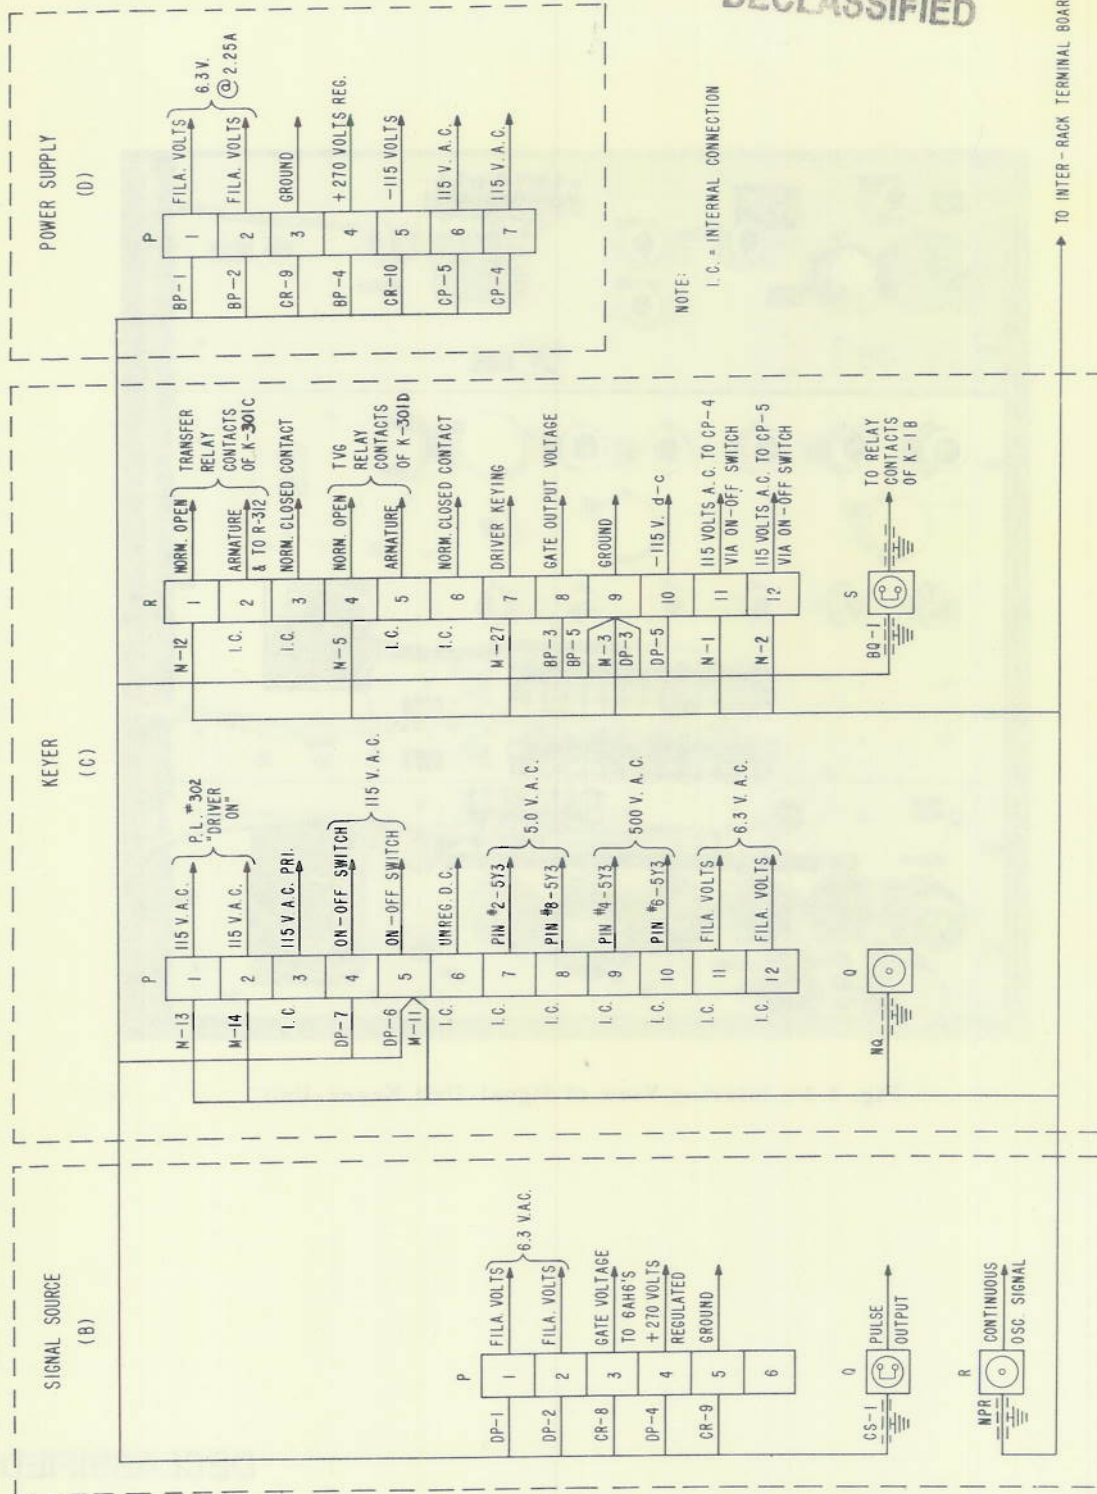 DECLASSIFIED
SIGNAL SOURCE
(B)
P
DP-1 1 FILA. VOLTS
DP-2 2 FILA. VOLTS
6.3 V.A.C.
CR-8 3 GATE VOLTAGE
TO 6AH6'S
DP-4 4 +270 VOLTS
REGULATED
CR-9 5 GROUND
6
Q
CS-1 PULSE
OUTPUT
R
NPR CONTINUOUS
OSC. SIGNAL
KEYER
(C)
P
M-13 1 115 V.A.C.
M-14 2 115 V.A.C.
P.L. #302
"DRIVER
ON"
I.C 3 115 V.A.C. PRI.
DP-7 4 ON-OFF SWITCH
DP-6 5 ON-OFF SWITCH
M-11
115 V.A.C.
I.C. 6 UNREG. D.C.
I.C. 7 PIN #2-5Y3
I.C. 8 PIN #8-5Y3
5.0 V.A.C.
I.C. 9 PIN #4-5Y3
I.C. 10 PIN #6-5Y3
500 V.A.C.
I.C. 11 FILA. VOLTS
I.C. 12 FILA. VOLTS
6.3 V.A.C.
Q
NQ
R
M-12 1 NORM. OPEN
I.C. 2 ARNATURE
& TO R-312
I.C. 3 NORM. CLOSED CONTACT
TRANSFER
RELAY
CONTACTS
OF K-301C
M-5 4 NORM. OPEN
I.C. 5 ARNATURE
I.C. 6 NORM. CLOSED CONTACT
TVG
RELAY
CONTACTS
OF K-301D
M-27 7 DRIVER KEYING
BP-3 8 GATE OUTPUT VOLTAGE
BP-5
M-3 9 GROUND
DP-3
DP-5 10 -115 V. d-c
N-1 11 115 VOLTS A.C. TO CP-4
VIA ON-OFF SWITCH
N-2 12 115 VOLTS A.C. TO CP-5
VIA ON-OFF SWITCH
S
BQ-1 TO RELAY
CONTACTS
OF K-1B
POWER SUPPLY
(D)
P
BP-1 1 FILA. VOLTS
BP-2 2 FILA. VOLTS
6.3 V.
@ 2.25A
CR-9 3 GROUND
BP-4 4 +270 VOLTS REG.
CR-10 5 -115 VOLTS
CP-5 6 115 V. A.C.
CP-4 7 115 V. A.C.
NOTE:
I.C. = INTERNAL CONNECTION
TO INTER-RACK TERMINAL BOAR